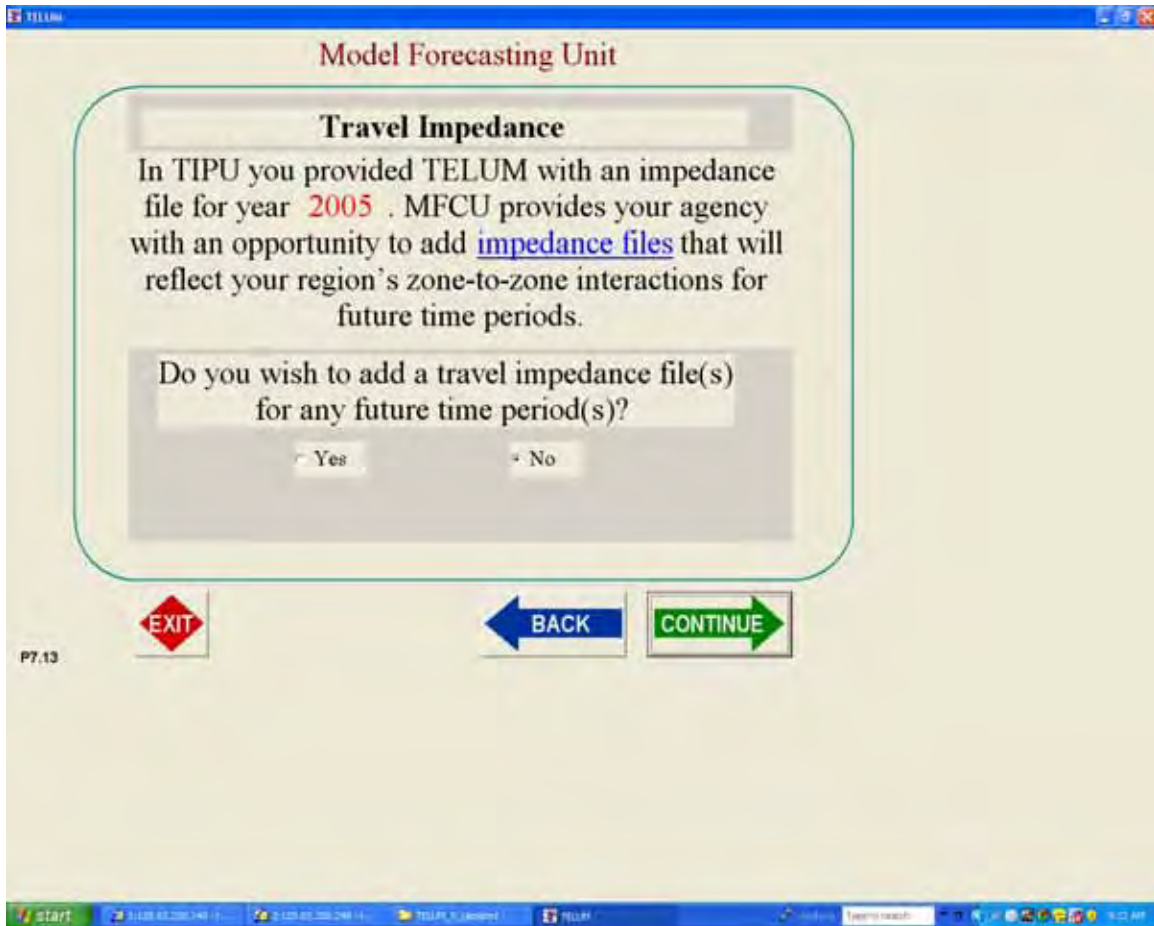 TELUM
Model Forecasting Unit
Travel Impedance
In TIPU you provided TELUM with an impedance
file for year 2005 . MFCU provides your agency
with an opportunity to add impedance files that will
reflect your region's zone-to-zone interactions for
future time periods.
Do you wish to add a travel impedance file(s)
for any future time period(s)?
Yes No
EXIT BACK CONTINUE
P7.13
start TELUM